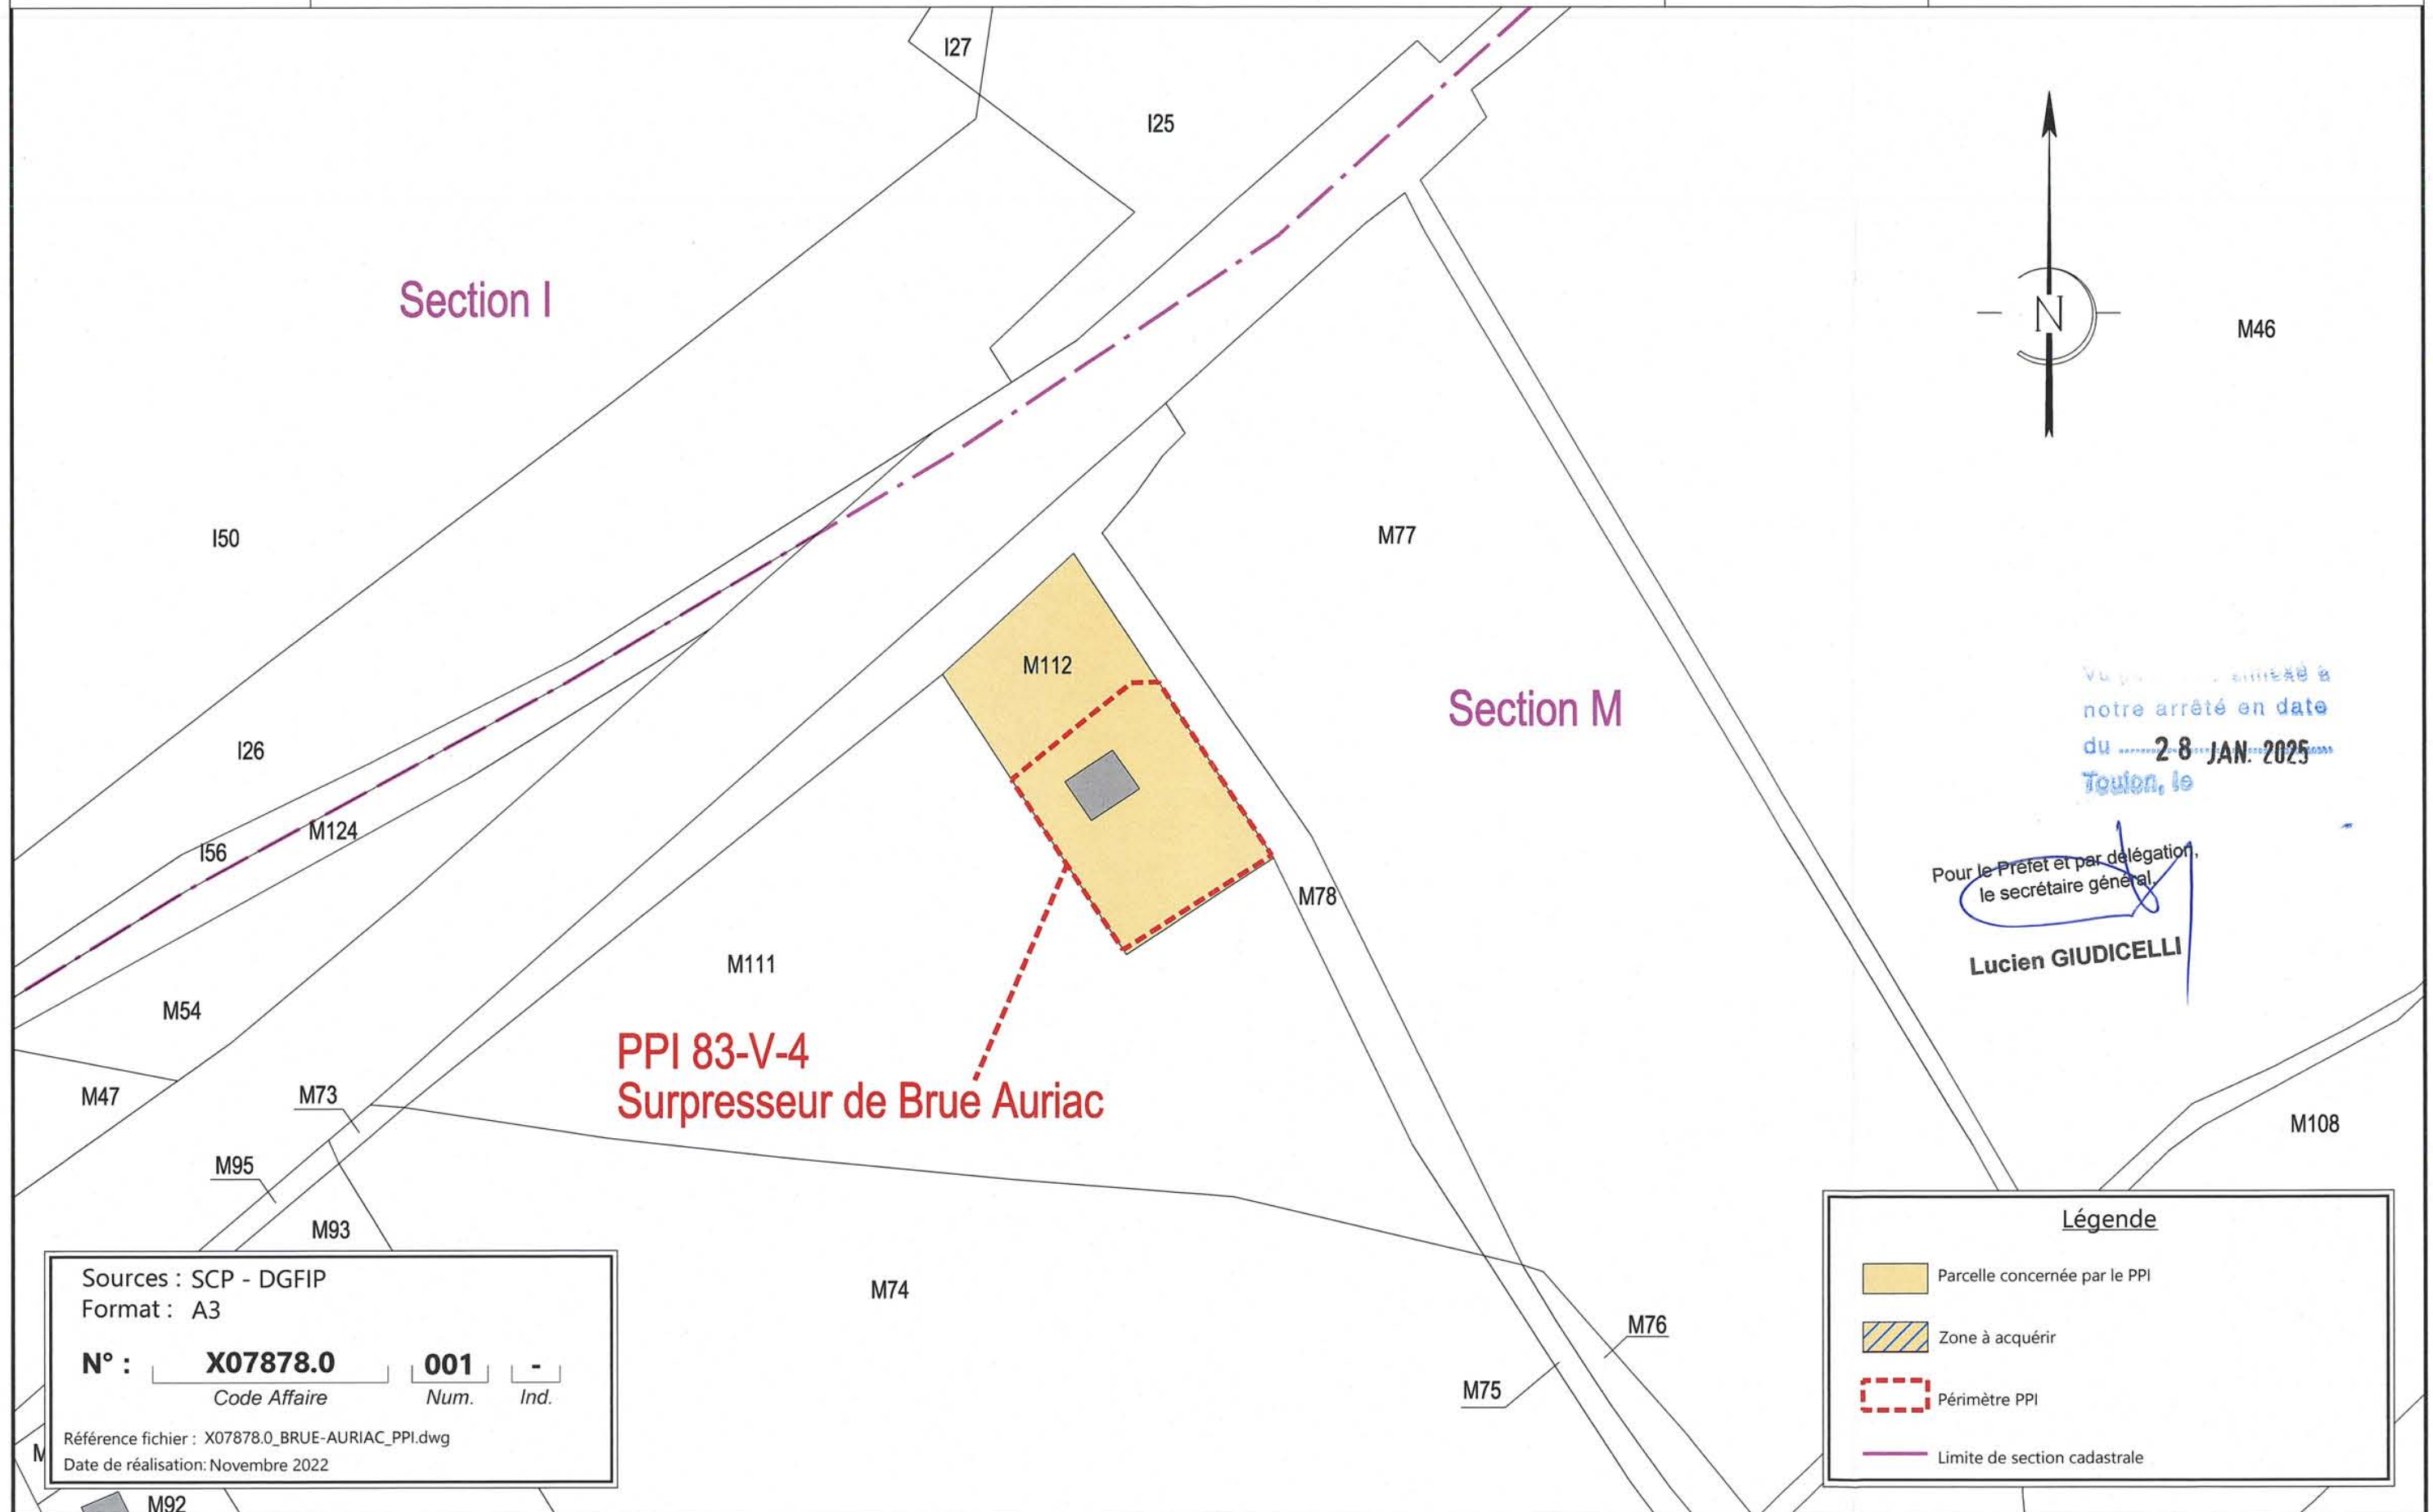 I27
I25
Section I
N
M46
I50
M77
M112
Section M
notre arrêté en date
du 28 JAN. 2025
Toulon, le
I26
M124
I56
Pour le Préfet et par délégation,
le secrétaire général,
Lucien GIUDICELLI
M78
M111
M54
PPI 83-V-4
Surpresseur de Brue Auriac
M47
M73
M108
M95
M93
M74
M76
M75
Sources : SCP - DGFIP
Format : A3
N° : X07878.0 001 -
Code Affaire Num. Ind.
Référence fichier : X07878.0_BRUE-AURIAC_PPI.dwg
Date de réalisation: Novembre 2022
M92
Légende
Parcelle concernée par le PPI
Zone à acquérir
Périmètre PPI
Limite de section cadastrale